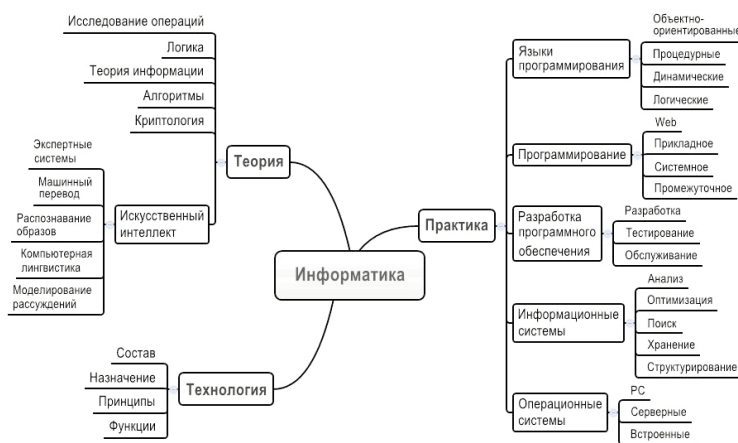 Исследование операций
Логика
Теория информации
Алгоритмы
Криптология
Теория
Экспертные
системы
Машинный
перевод
Распознавание
образов
Компьютерная
лингвистика
Моделирование
рассуждений
Искусственный
интеллект
Информатика
Состав
Назначение
Принципы
Функции
Технология
Практика
Языки
программирования
Объектно-
ориентированные
Процедурные
Динамические
Логические
Программирование
Web
Прикладное
Системное
Промежуточное
Разработка
программного
обеспечения
Разработка
Тестирование
Обслуживание
Информационные
системы
Анализ
Оптимизация
Поиск
Хранение
Структурирование
Операционные
системы
PC
Серверные
Встроенные